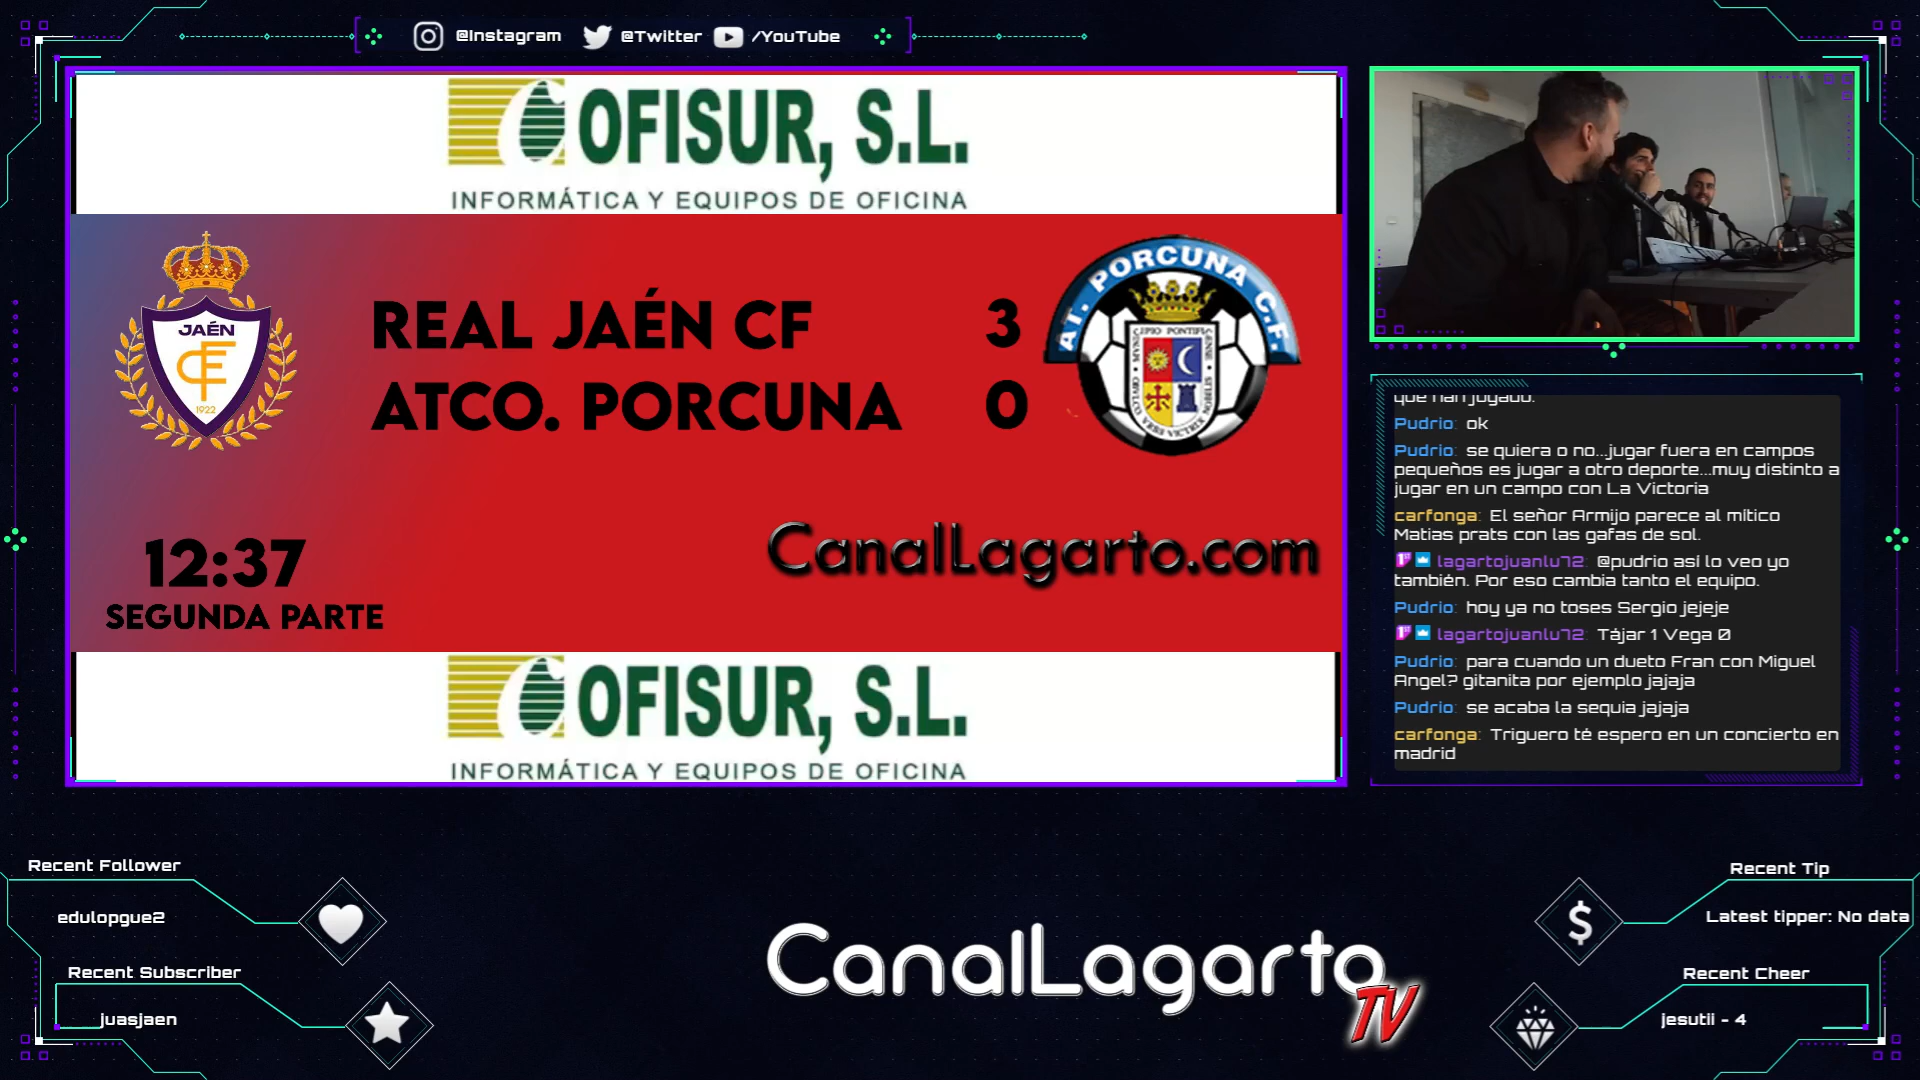 @Instagram @Twitter /YouTube
OFISUR, S.L.
INFORMÁTICA Y EQUIPOS DE OFICINA
JAÉN
CF
1922
REAL JAÉN CF 3
ATCO. PORCUNA 0
AT. PORCUNA C.F.
12:37
SEGUNDA PARTE
CanalLagarto.com
OFISUR, S.L.
INFORMÁTICA Y EQUIPOS DE OFICINA
que han jugado.
Pudrio: ok
Pudrio: se quiera o no...jugar fuera en campos
pequeños es jugar a otro deporte...muy distinto a
jugar en un campo con La Victoria
carfonga: El señor Armijo parece al mítico
Matias prats con las gafas de sol.
lagartojuanlu72: @pudrio así lo veo yo
también. Por eso cambia tanto el equipo.
Pudrio: hoy ya no toses Sergio jejeje
lagartojuanlu72: Tájar 1 Vega 0
Pudrio: para cuando un dueto Fran con Miguel
Angel? gitanita por ejemplo jajaja
Pudrio: se acaba la sequia jajaja
carfonga: Triguero té espero en un concierto en
madrid
Recent Follower
edulopgue2
Recent Subscriber
juasjaen
CanalLagarto
TV
Recent Tip
$
Latest tipper: No data
Recent Cheer
jesutii - 4